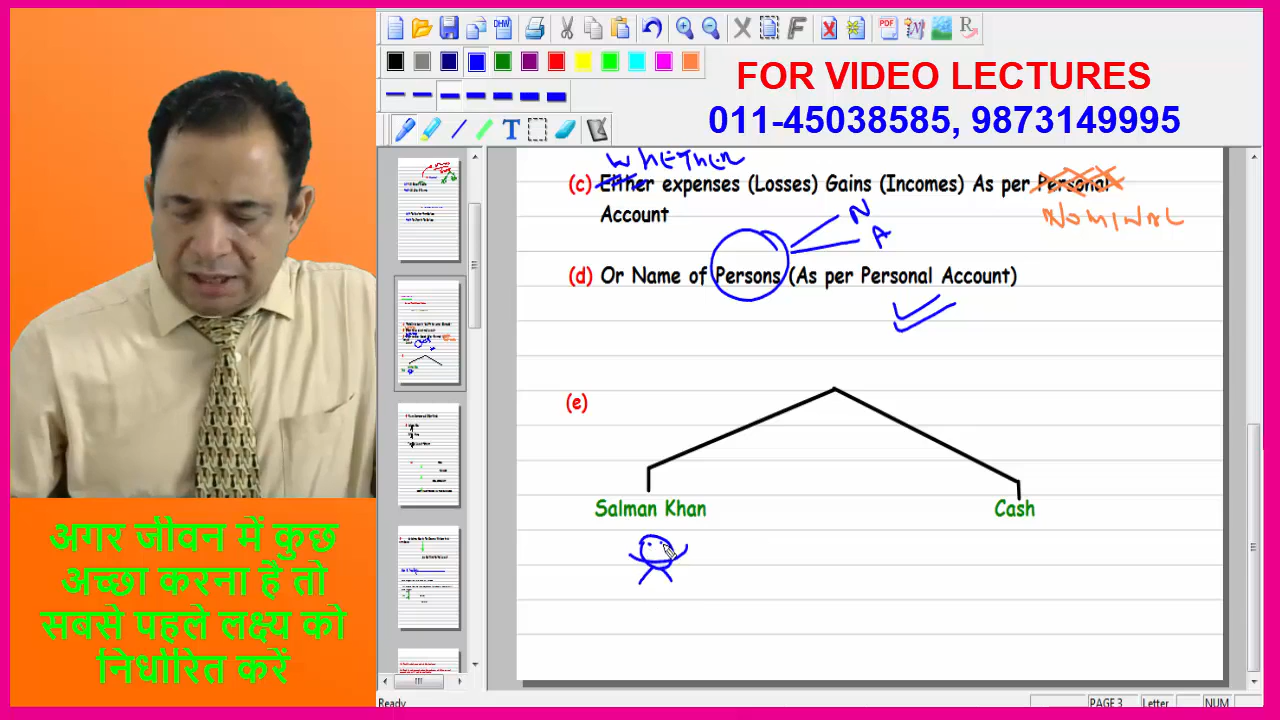 DHW
F
PDF
R
T
FOR VIDEO LECTURES
011-45038585, 9873149995
WHETHER
(c) Either expenses (Losses) Gains (Incomes) As per Personal
Account
NOMINAL
N
A
(d) Or Name of Persons (As per Personal Account)
(e)
Salman Khan
Cash
अगर जीवन में कुछ
अच्छा करना है तो
सबसे पहले लक्ष्य को
निर्धारित करें
Ready
PAGE 3
Letter
NUM